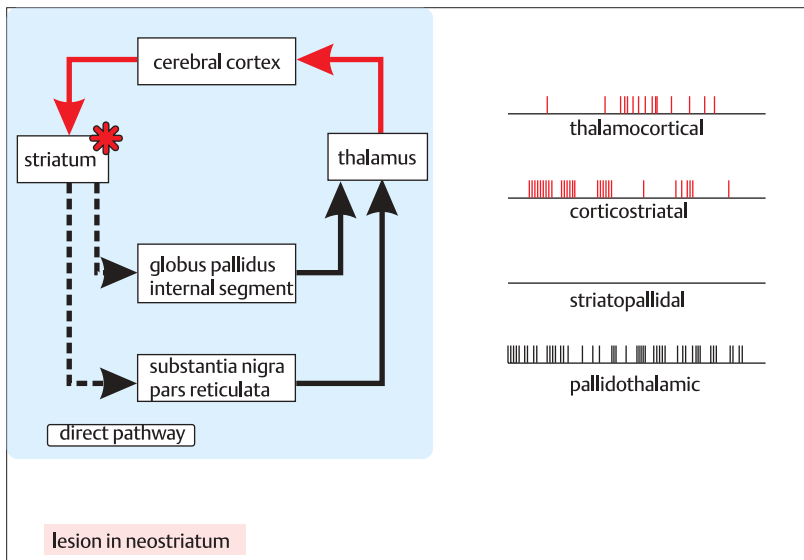 cerebral cortex
striatum
thalamus
globus pallidus
internal segment
substantia nigra
pars reticulata
direct pathway
lesion in neostriatum
thalamocortical
corticostriatal
striatopallidal
pallidothalamic